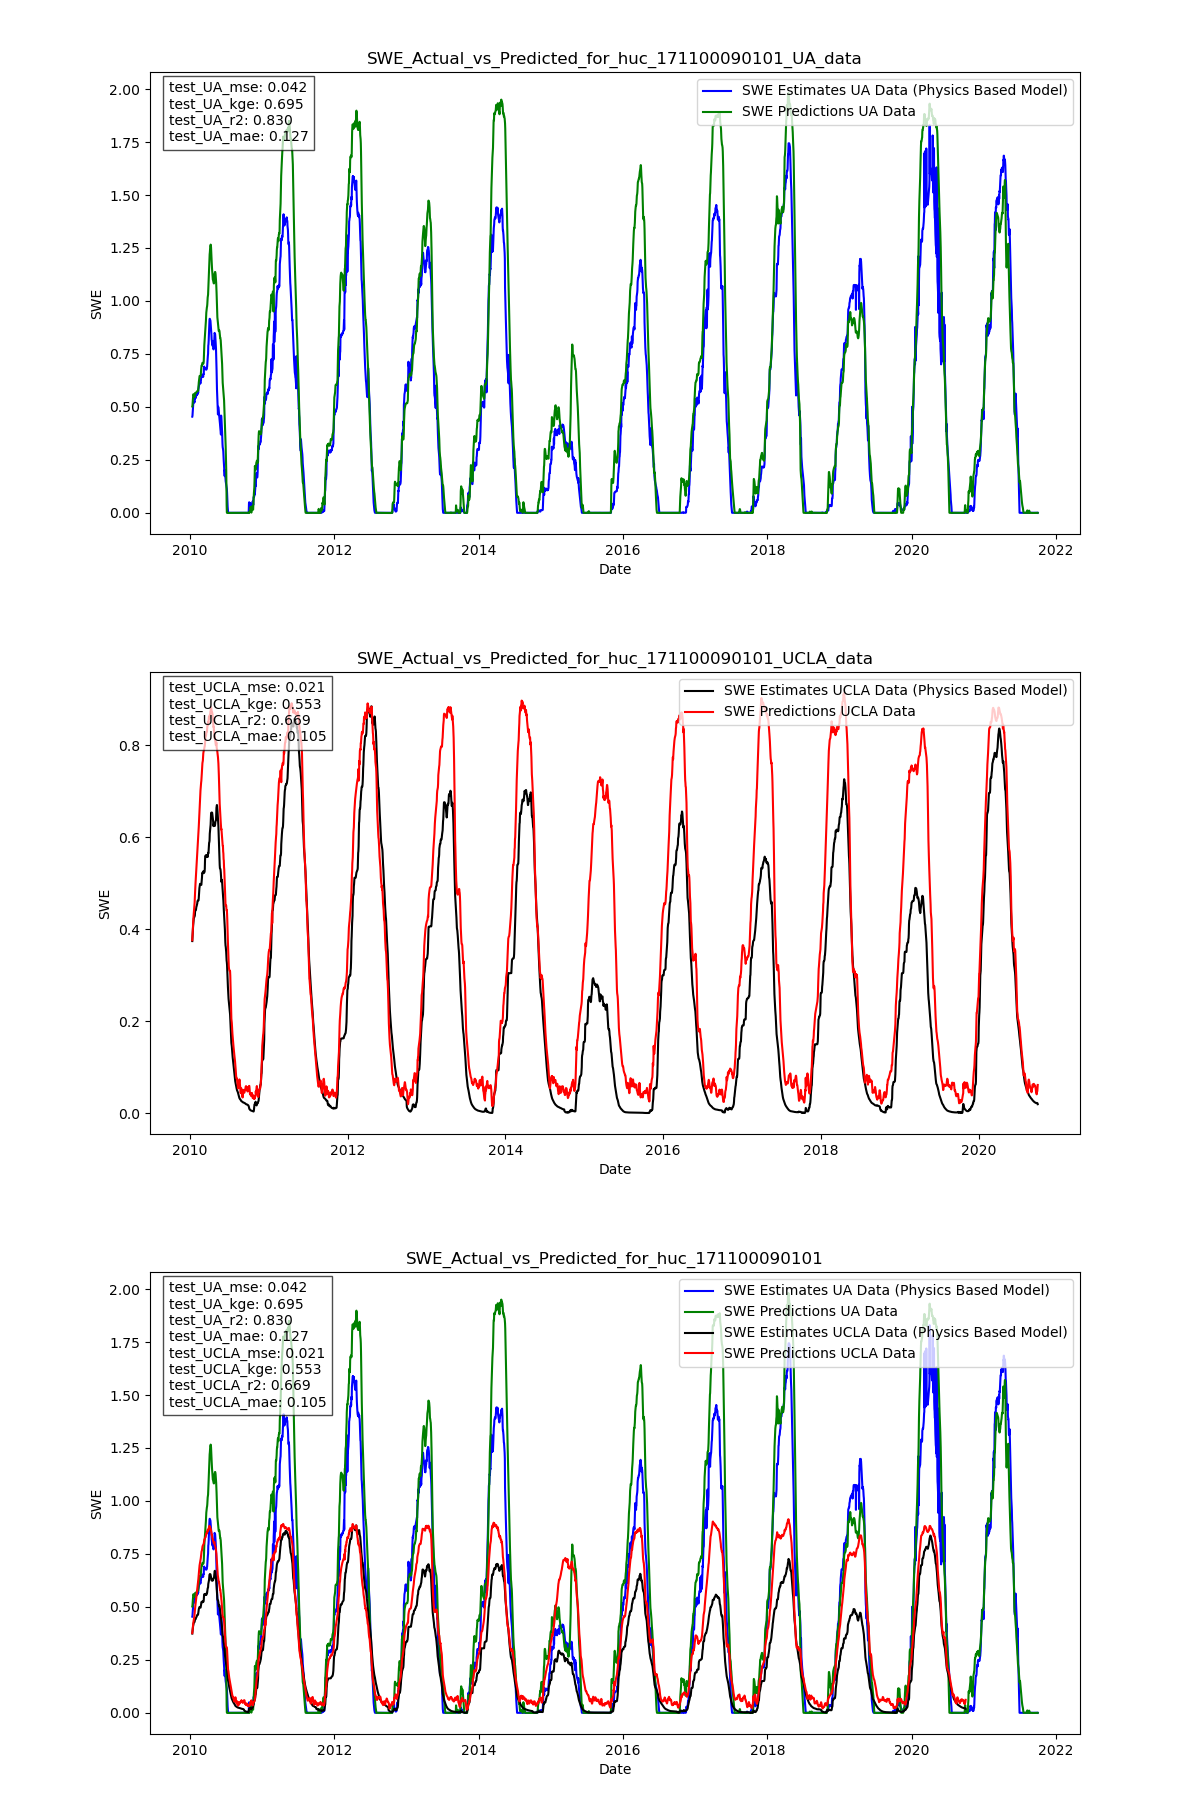 SWE_Actual_vs_Predicted_for_huc_171100090101_UA_data
test_UA_mse: 0.042
test_UA_kge: 0.695
test_UA_r2: 0.830
test_UA_mae: 0.127
SWE Estimates UA Data (Physics Based Model)
SWE Predictions UA Data
2.00
1.75
1.50
1.25
1.00
0.75
0.50
0.25
0.00
SWE
2010 2012 2014 2016 2018 2020 2022
Date
SWE_Actual_vs_Predicted_for_huc_171100090101_UCLA_data
test_UCLA_mse: 0.021
test_UCLA_kge: 0.553
test_UCLA_r2: 0.669
test_UCLA_mae: 0.105
SWE Estimates UCLA Data (Physics Based Model)
SWE Predictions UCLA Data
0.8
0.6
0.4
0.2
0.0
SWE
2010 2012 2014 2016 2018 2020
Date
SWE_Actual_vs_Predicted_for_huc_171100090101
test_UA_mse: 0.042
test_UA_kge: 0.695
test_UA_r2: 0.830
test_UA_mae: 0.127
test_UCLA_mse: 0.021
test_UCLA_kge: 0.553
test_UCLA_r2: 0.669
test_UCLA_mae: 0.105
SWE Estimates UA Data (Physics Based Model)
SWE Predictions UA Data
SWE Estimates UCLA Data (Physics Based Model)
SWE Predictions UCLA Data
2.00
1.75
1.50
1.25
1.00
0.75
0.50
0.25
0.00
SWE
2010 2012 2014 2016 2018 2020 2022
Date